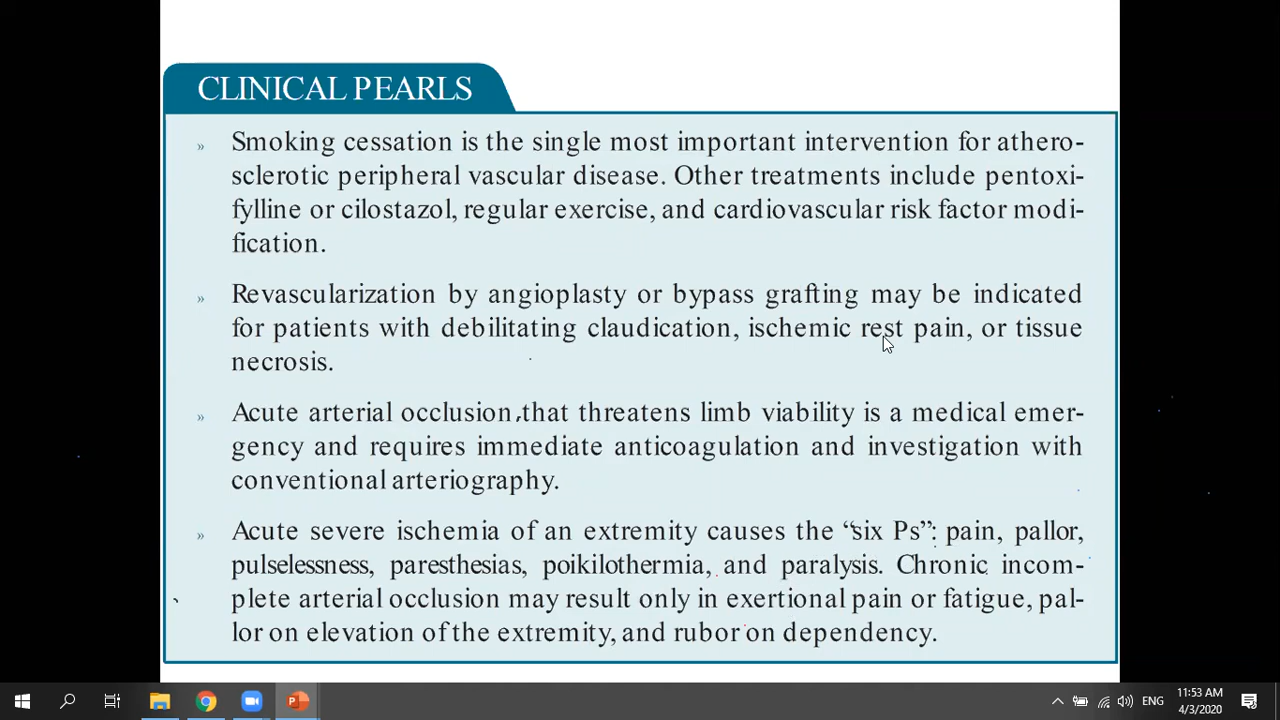 CLINICAL PEARLS
» Smoking cessation is the single most important intervention for athero-
sclerotic peripheral vascular disease. Other treatments include pentoxi-
fylline or cilostazol, regular exercise, and cardiovascular risk factor modi-
fication.
» Revascularization by angioplasty or bypass grafting may be indicated
for patients with debilitating claudication, ischemic rest pain, or tissue
necrosis.
» Acute arterial occlusion that threatens limb viability is a medical emer-
gency and requires immediate anticoagulation and investigation with
conventional arteriography.
» Acute severe ischemia of an extremity causes the “six Ps”: pain, pallor,
pulselessness, paresthesias, poikilothermia, and paralysis. Chronic incom-
plete arterial occlusion may result only in exertional pain or fatigue, pal-
lor on elevation of the extremity, and rubor on dependency.
ENG
11:53 AM
4/3/2020